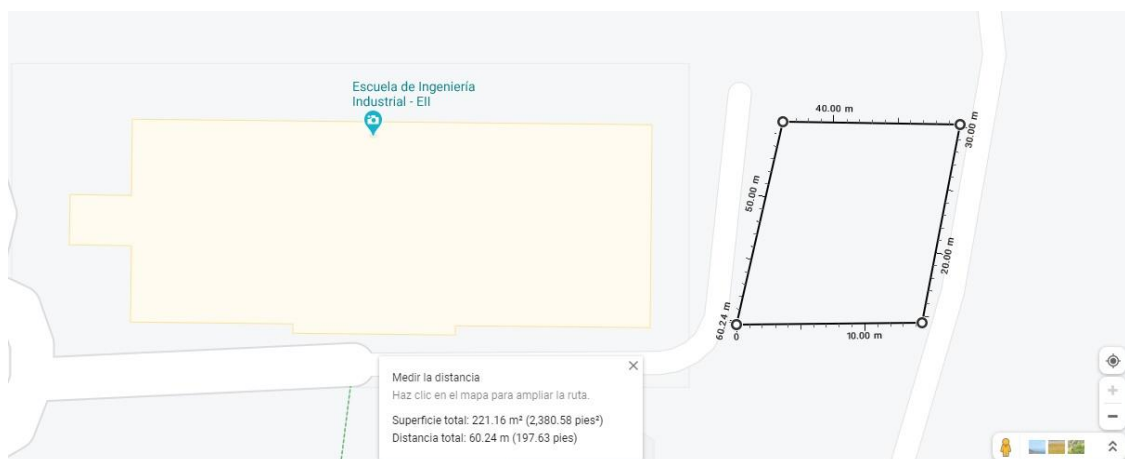 Escuela de Ingeniería
Industrial - EII
40.00 m
30.00 m
50.00 m
20.00 m
60.24 m
0
10.00 m
Medir la distancia
Haz clic en el mapa para ampliar la ruta.
Superficie total: 221.16 m² (2,380.58 pies²)
Distancia total: 60.24 m (197.63 pies)